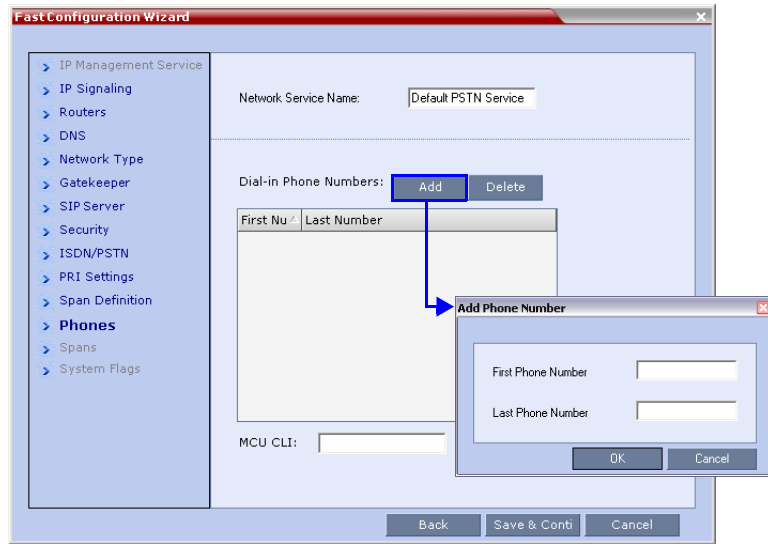 Fast Configuration Wizard
IP Management Service
IP Signaling
Routers
DNS
Network Type
Gatekeeper
SIP Server
Security
ISDN/PSTN
PRI Settings
Span Definition
Phones
Spans
System Flags
Network Service Name: Default PSTN Service
Dial-in Phone Numbers: Add Delete
First Nu Last Number
MCU CLI:
Add Phone Number
First Phone Number
Last Phone Number
OK Cancel
Back Save & Conti Cancel